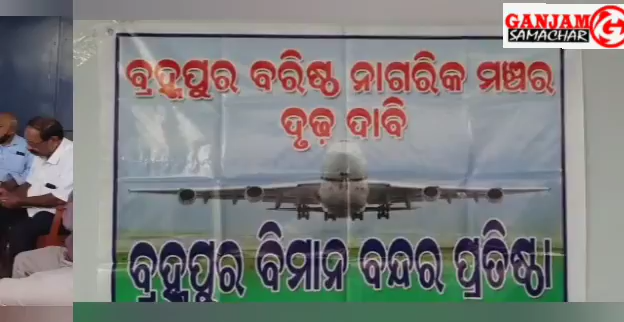 GANJAM
SAMACHAR
ବ୍ରହ୍ମପୁର ବରିଷ୍ଠ ନାଗରିକ ମଞ୍ଚର
ଦୃଢ଼ ଦାବି
ବ୍ରହ୍ମପୁର ବିମାନ ବନ୍ଦର ପ୍ରତିଷ୍ଠା